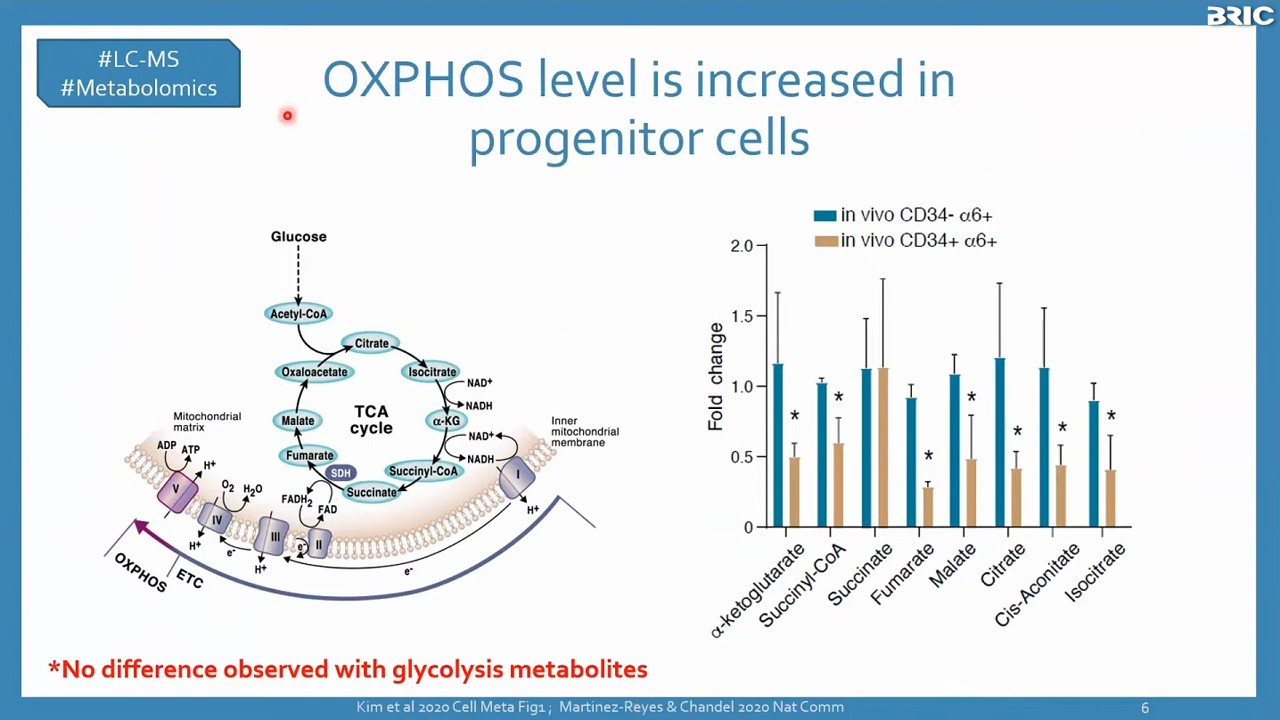 BRIC
#LC-MS
#Metabolomics
OXPHOS level is increased in
progenitor cells
Glucose
Acetyl-CoA
Citrate
Oxaloacetate
Isocitrate
NAD⁺
NADH
TCA
cycle
Malate
α-KG
Mitochondrial
matrix
Inner
mitochondrial
membrane
NAD⁺
NADH
ADP
ATP
H⁺
Fumarate
SDH
Succinyl-CoA
Succinate
I
H⁺
V
O₂
H₂O
FADH₂
FAD
IV
III
II
H⁺
e⁻
H⁺
e⁻
e⁻
OXPHOS
ETC
in vivo CD34- α6+
in vivo CD34+ α6+
Fold change
2.0
1.5
1.0
0.5
0
* * * * * * *
α-ketoglutarate
Succinyl-CoA
Succinate
Fumarate
Malate
Citrate
Cis-Aconitate
Isocitrate
*No difference observed with glycolysis metabolites
Kim et al 2020 Cell Meta Fig1 ; Martinez-Reyes & Chandel 2020 Nat Comm
6